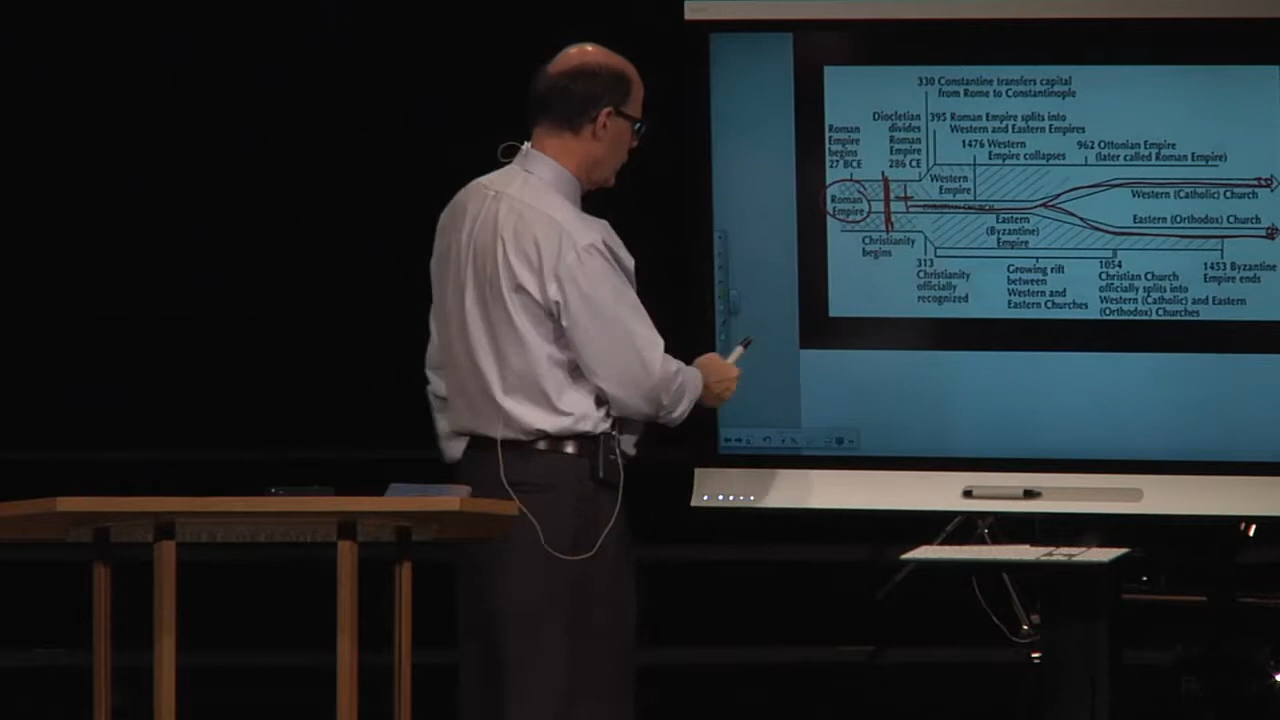 330 Constantine transfers capital
from Rome to Constantinople
Diocletian
divides
Roman
Empire
286 CE
395 Roman Empire splits into
Western and Eastern Empires
Roman
Empire
begins
27 BCE
1476 Western
Empire collapses
962 Ottonian Empire
(later called Roman Empire)
Western
Empire
Roman
Empire
CHRISTIAN CHURCH
Western (Catholic) Church
Eastern (Orthodox) Church
Eastern
(Byzantine)
Empire
Christianity
begins
313
Christianity
officially
recognized
Growing rift
between
Western and
Eastern Churches
1054
Christian Church
officially splits into
Western (Catholic) and Eastern
(Orthodox) Churches
1453 Byzantine
Empire ends